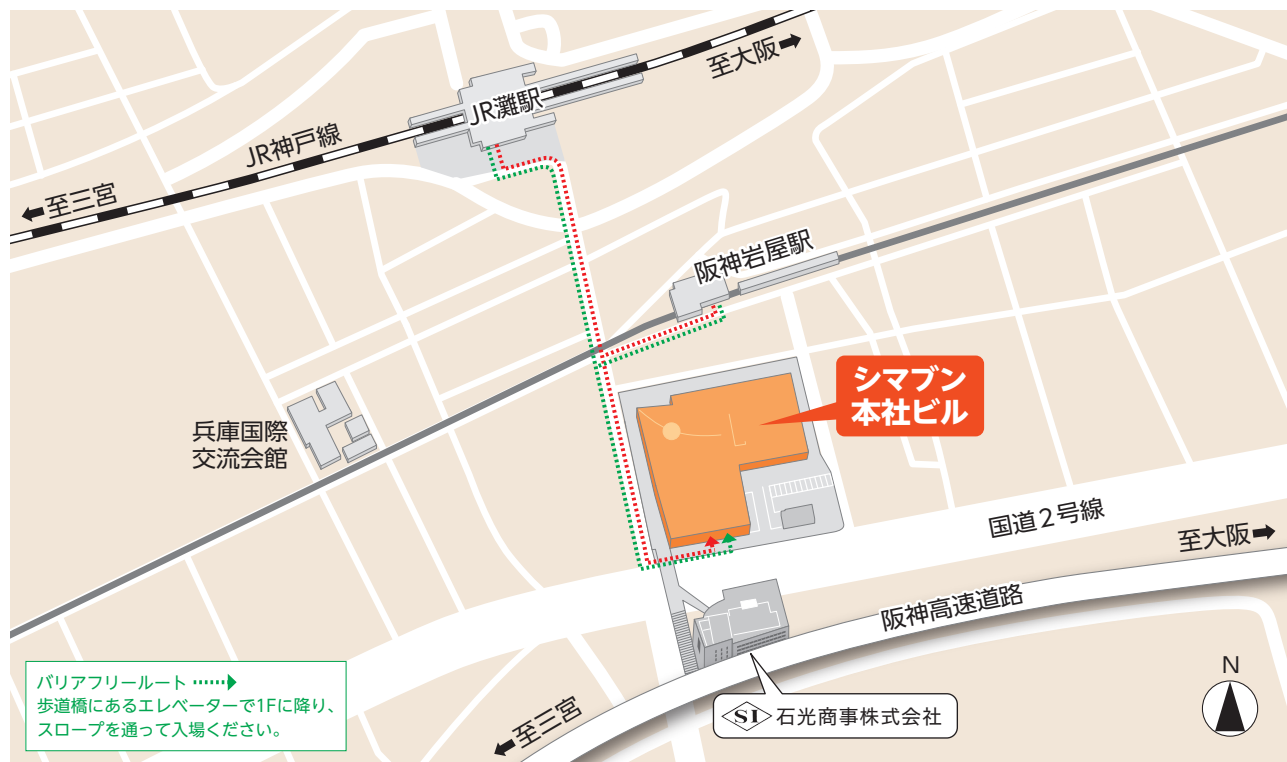 至大阪
JR灘駅
JR神戸線
至三宮
阪神岩屋駅
シマブン
本社ビル
兵庫国際
交流会館
国道2号線
至大阪
阪神高速道路
バリアフリールート
歩道橋にあるエレベーターで1Fに降り、
スロープを通って入場ください。
N
SI 石光商事株式会社
至三宮